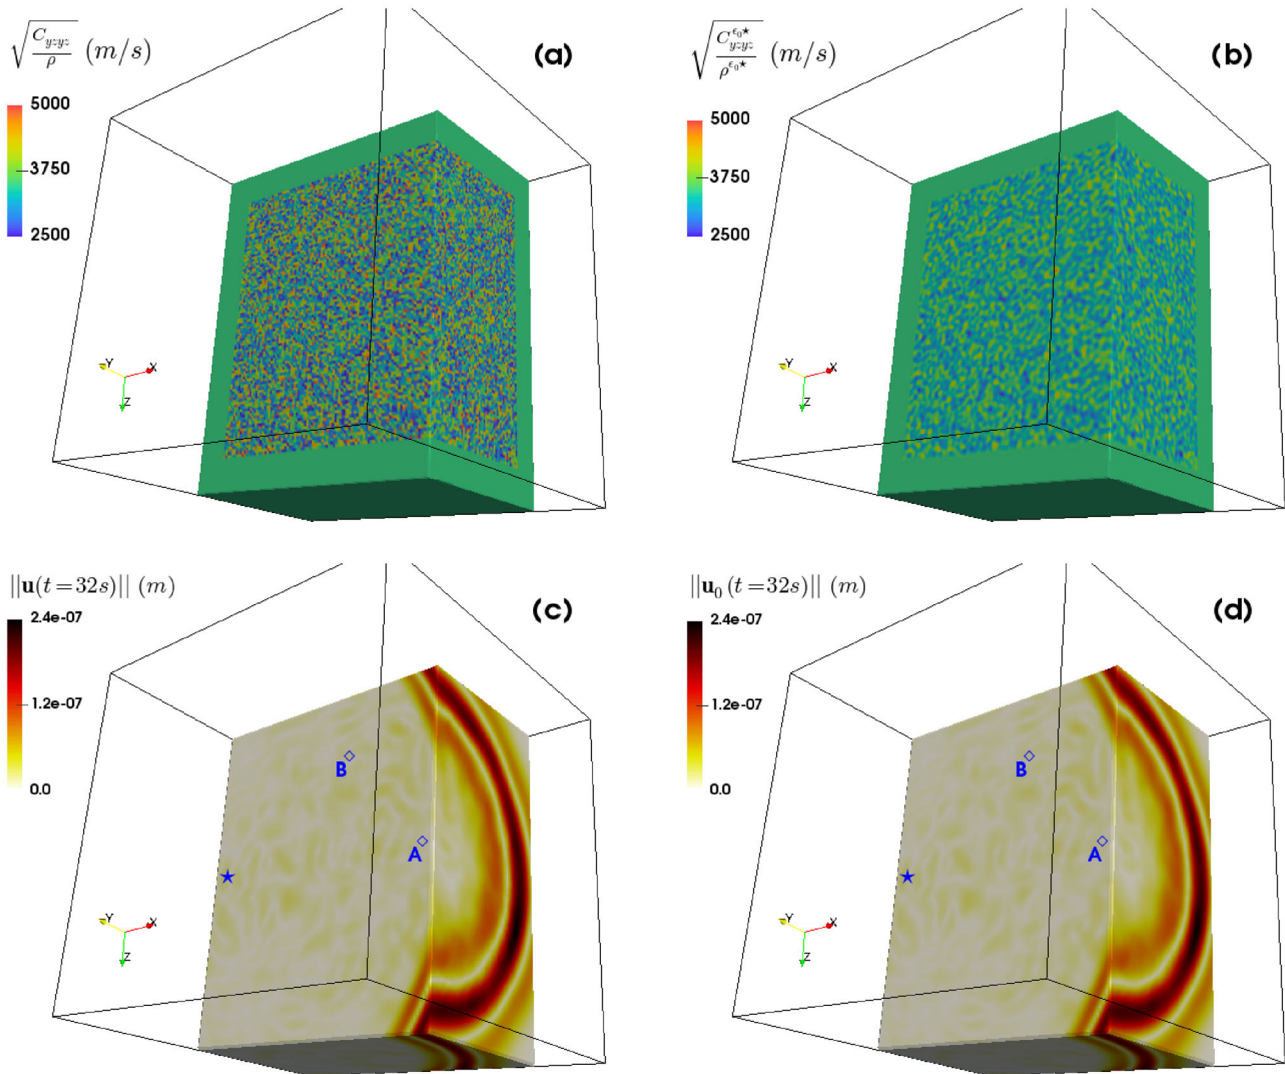 √(C_yzyz / ρ) (m/s)
(a)
5000
3750
2500
Y
X
Z
√(C_yzyz^ε₀★ / ρ^ε₀★) (m/s)
(b)
5000
3750
2500
Y
X
Z
||u(t=32s)|| (m)
(c)
2.4e-07
1.2e-07
0.0
B
A
Y
X
Z
||u₀(t=32s)|| (m)
(d)
2.4e-07
1.2e-07
0.0
B
A
Y
X
Z